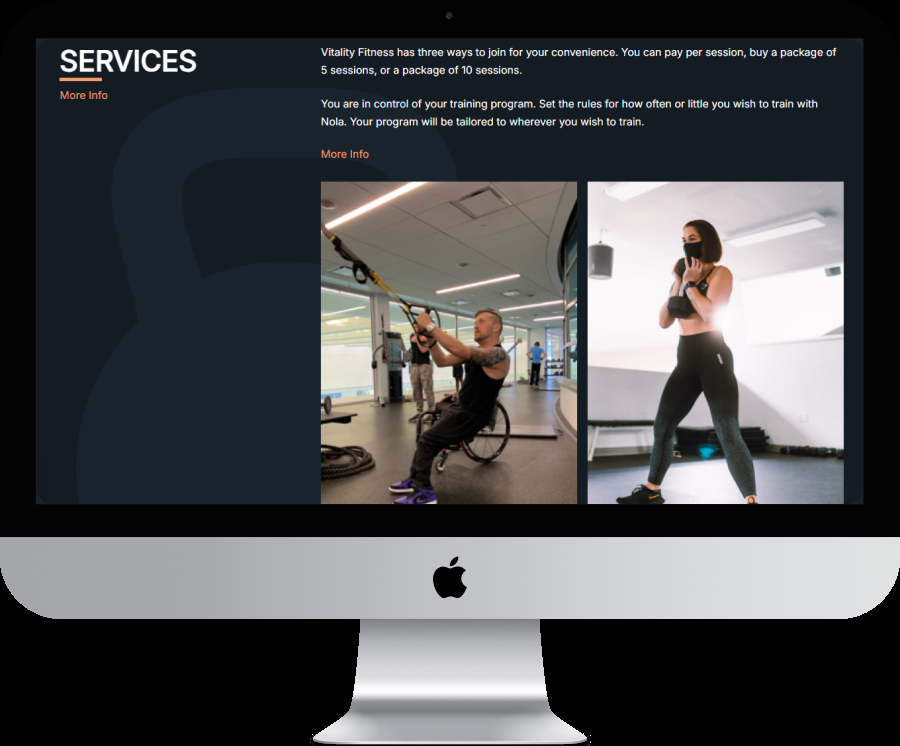 SERVICES
More Info
Vitality Fitness has three ways to join for your convenience. You can pay per session, buy a package of
5 sessions, or a package of 10 sessions.
You are in control of your training program. Set the rules for how often or little you wish to train with
Nola. Your program will be tailored to wherever you wish to train.
More Info